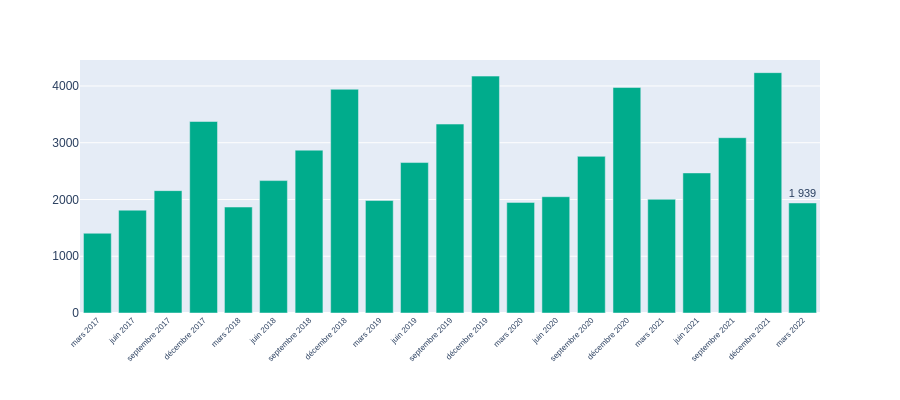 4000
3000
2000
1000
0
1 939
mars 2017
juin 2017
septembre 2017
décembre 2017
mars 2018
juin 2018
septembre 2018
décembre 2018
mars 2019
juin 2019
septembre 2019
décembre 2019
mars 2020
juin 2020
septembre 2020
décembre 2020
mars 2021
juin 2021
septembre 2021
décembre 2021
mars 2022